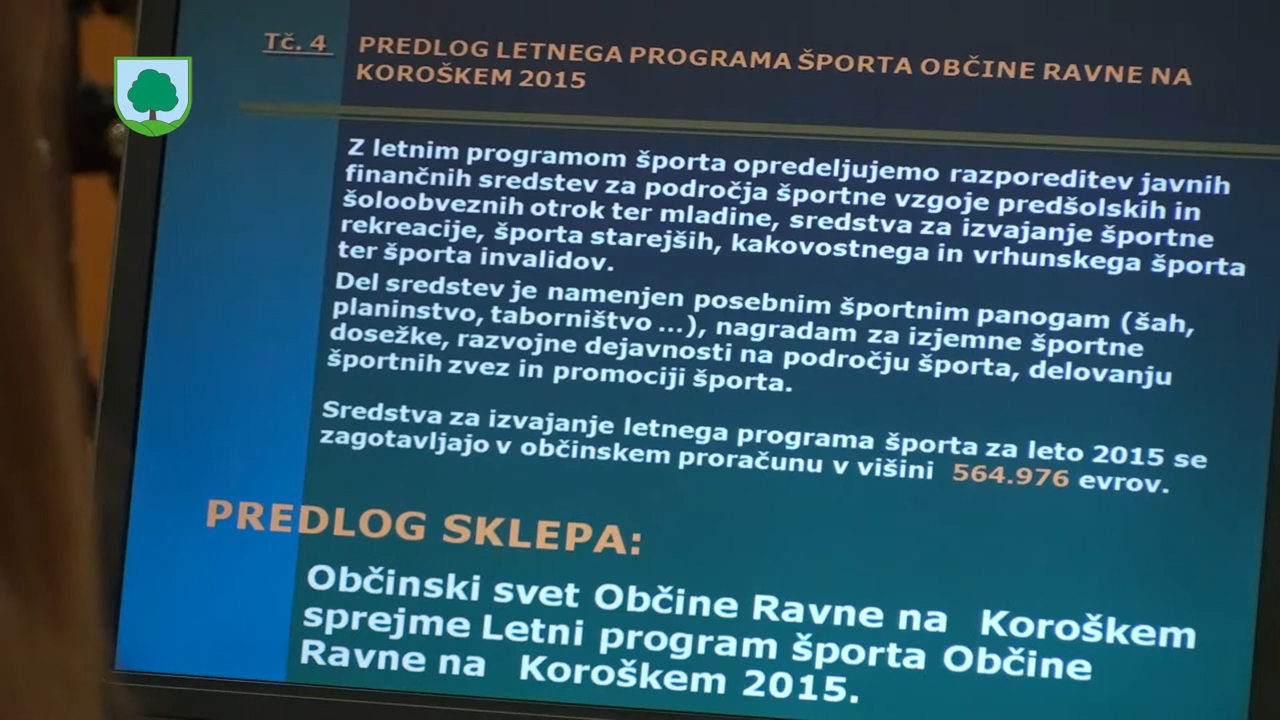 Tč. 4 PREDLOG LETNEGA PROGRAMA ŠPORTA OBČINE RAVNE NA
KOROŠKEM 2015
Z letnim programom športa opredeljujemo razporeditev javnih
finančnih sredstev za področja športne vzgoje predšolskih in
šoloobveznih otrok ter mladine, sredstva za izvajanje športne
rekreacije, športa starejših, kakovostnega in vrhunskega športa
ter športa invalidov.
Del sredstev je namenjen posebnim športnim panogam (šah,
planinstvo, taborništvo ...), nagradam za izjemne športne
dosežke, razvojne dejavnosti na področju športa, delovanju
športnih zvez in promociji športa.
Sredstva za izvajanje letnega programa športa za leto 2015 se
zagotavljajo v občinskem proračunu v višini 564.976 evrov.
PREDLOG SKLEPA:
Občinski svet Občine Ravne na Koroškem
sprejme Letni program športa Občine
Ravne na Koroškem 2015.